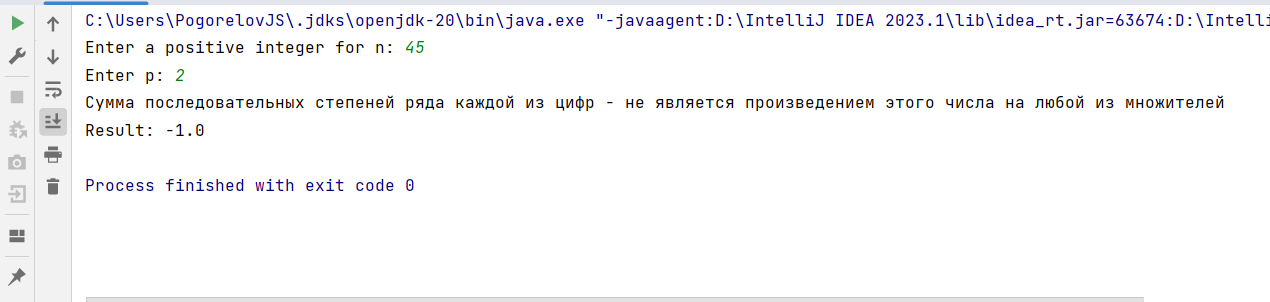 C:\Users\PogorelovJS\.jdks\openjdk-20\bin\java.exe "-javaagent:D:\IntelliJ IDEA 2023.1\lib\idea_rt.jar=63674:D:\Intelli
Enter a positive integer for n: 45
Enter p: 2
Сумма последовательных степеней ряда каждой из цифр - не является произведением этого числа на любой из множителей
Result: -1.0
Process finished with exit code 0